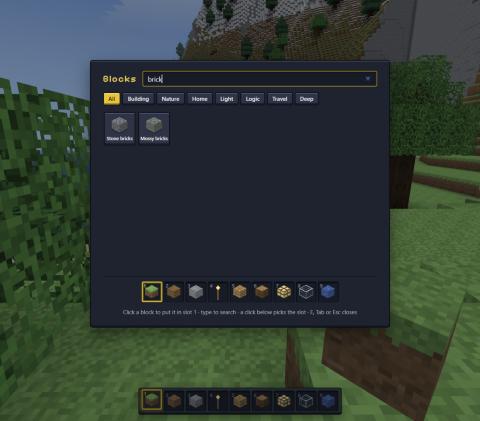 Blocks brick
All Building Nature Home Light Logic Travel Deep
Stone bricks Mossy bricks
Click a block to put it in slot 1 - type to search - a click below picks the slot - E, Tab or Esc closes